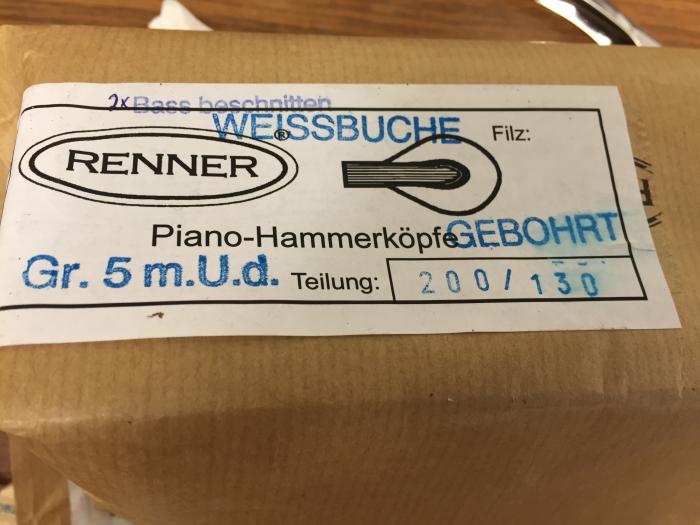 2x Bass beschnitten
WEISSBUCHE
RENNER ®
Filz:
Piano-Hammerköpfe GEBOHRT
Gr. 5 m.U.d. Teilung: 200/130